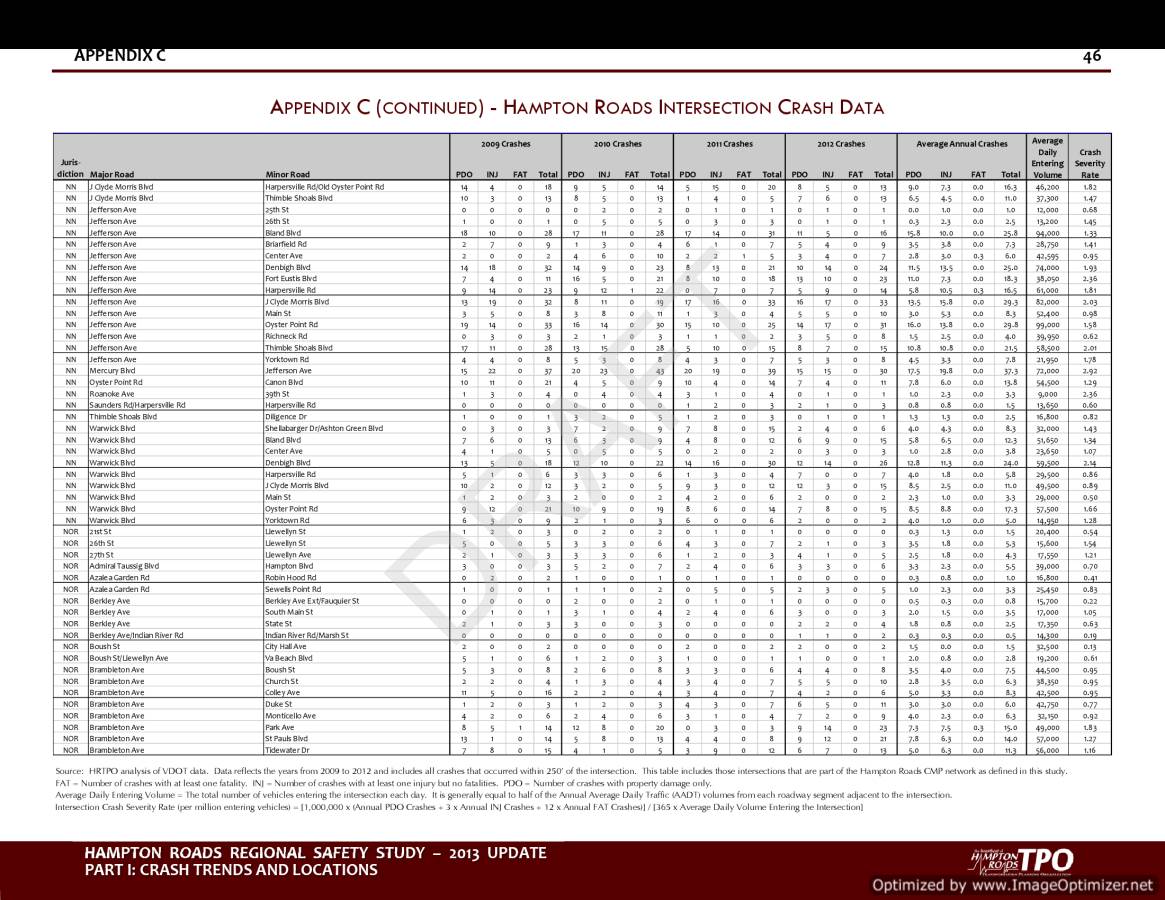 APPENDIX C 46
APPENDIX C (CONTINUED) - HAMPTON ROADS INTERSECTION CRASH DATA
2009 Crashes 2010 Crashes 2011 Crashes 2012 Crashes Average Annual Crashes Average Daily Entering Volume Crash Severity Rate
Juris-diction Major Road Minor Road PDO INJ FAT Total PDO INJ FAT Total PDO INJ FAT Total PDO INJ FAT Total PDO INJ FAT Total
NN J Clyde Morris Blvd Harpersville Rd/Old Oyster Point Rd 14 4 0 18 9 5 0 14 5 15 0 20 8 5 0 13 9.0 7.3 0.0 16.3 46,200 1.82
NN J Clyde Morris Blvd Thimble Shoals Blvd 10 3 0 13 8 5 0 13 1 4 0 5 7 6 0 13 6.5 4.5 0.0 11.0 37,300 1.47
NN Jefferson Ave 25th St 0 0 0 0 0 2 0 2 0 1 0 1 0 1 0 1 0.0 1.0 0.0 1.0 12,000 0.68
NN Jefferson Ave 26th St 1 0 0 1 0 5 0 5 0 3 0 3 0 1 0 1 0.3 2.3 0.0 2.5 13,200 1.45
NN Jefferson Ave Bland Blvd 18 10 0 28 17 11 0 28 17 14 0 31 11 5 0 16 15.8 10.0 0.0 25.8 94,000 1.33
NN Jefferson Ave Briarfield Rd 2 7 0 9 1 3 0 4 6 1 0 7 5 4 0 9 3.5 3.8 0.0 7.3 28,750 1.41
NN Jefferson Ave Center Ave 2 0 0 2 4 6 0 10 2 2 1 5 3 4 0 7 2.8 3.0 0.3 6.0 42,595 0.95
NN Jefferson Ave Denbigh Blvd 14 18 0 32 14 9 0 23 8 13 0 21 10 14 0 24 11.5 13.5 0.0 25.0 74,000 1.93
NN Jefferson Ave Fort Eustis Blvd 7 4 0 11 16 5 0 21 8 10 0 18 13 10 0 23 11.0 7.3 0.0 18.3 38,050 2.36
NN Jefferson Ave Harpersville Rd 9 14 0 23 9 12 1 22 0 7 0 7 5 9 0 14 5.8 10.5 0.3 16.5 61,000 1.81
NN Jefferson Ave J Clyde Morris Blvd 13 19 0 32 8 11 0 19 17 16 0 33 16 17 0 33 13.5 15.8 0.0 29.3 82,000 2.03
NN Jefferson Ave Main St 3 5 0 8 3 8 0 11 1 3 0 4 5 5 0 10 3.0 5.3 0.0 8.3 52,400 0.98
NN Jefferson Ave Oyster Point Rd 19 14 0 33 16 14 0 30 15 10 0 25 14 17 0 31 16.0 13.8 0.0 29.8 99,000 1.58
NN Jefferson Ave Richneck Rd 0 3 0 3 2 1 0 3 1 1 0 2 3 5 0 8 1.5 2.5 0.0 4.0 39,950 0.62
NN Jefferson Ave Thimble Shoals Blvd 17 11 0 28 13 15 0 28 5 10 0 15 8 7 0 15 10.8 10.8 0.0 21.5 58,500 2.01
NN Jefferson Ave Yorktown Rd 4 4 0 8 5 3 0 8 4 3 0 7 5 3 0 8 4.5 3.3 0.0 7.8 21,950 1.78
NN Mercury Blvd Jefferson Ave 15 22 0 37 20 23 0 43 20 19 0 39 15 15 0 30 17.5 19.8 0.0 37.3 72,000 2.92
NN Oyster Point Rd Canon Blvd 10 11 0 21 4 5 0 9 10 4 0 14 7 4 0 11 7.8 6.0 0.0 13.8 54,500 1.29
NN Roanoke Ave 39th St 1 3 0 4 0 4 0 4 3 1 0 4 0 1 0 1 1.0 2.3 0.0 3.3 9,000 2.36
NN Saunders Rd/Harpersville Rd Harpersville Rd 0 0 0 0 0 0 0 0 1 2 0 3 2 1 0 3 0.8 0.8 0.0 1.5 13,650 0.60
NN Thimble Shoals Blvd Diligence Dr 1 0 0 1 3 2 0 5 1 2 0 3 0 1 0 1 1.3 1.3 0.0 2.5 16,800 0.82
NN Warwick Blvd Shellabarger Dr/Ashton Green Blvd 0 3 0 3 7 2 0 9 7 8 0 15 2 4 0 6 4.0 4.3 0.0 8.3 32,000 1.43
NN Warwick Blvd Bland Blvd 7 6 0 13 6 3 0 9 4 8 0 12 6 9 0 15 5.8 6.5 0.0 12.3 51,650 1.34
NN Warwick Blvd Center Ave 4 1 0 5 0 5 0 5 0 2 0 2 0 3 0 3 1.0 2.8 0.0 3.8 23,650 1.07
NN Warwick Blvd Denbigh Blvd 13 5 0 18 12 10 0 22 14 16 0 30 12 14 0 26 12.8 11.3 0.0 24.0 59,500 2.14
NN Warwick Blvd Harpersville Rd 5 1 0 6 3 3 0 6 1 3 0 4 7 0 0 7 4.0 1.8 0.0 5.8 29,500 0.86
NN Warwick Blvd J Clyde Morris Blvd 10 2 0 12 3 2 0 5 9 3 0 12 12 3 0 15 8.5 2.5 0.0 11.0 49,500 0.89
NN Warwick Blvd Main St 1 2 0 3 2 0 0 2 4 2 0 6 2 0 0 2 2.3 1.0 0.0 3.3 29,000 0.50
NN Warwick Blvd Oyster Point Rd 9 12 0 21 10 9 0 19 8 6 0 14 7 8 0 15 8.5 8.8 0.0 17.3 57,500 1.66
NN Warwick Blvd Yorktown Rd 6 3 0 9 2 1 0 3 6 0 0 6 2 0 0 2 4.0 1.0 0.0 5.0 14,950 1.28
NOR 21st St Llewellyn St 1 2 0 3 0 2 0 2 0 1 0 1 0 0 0 0 0.3 1.3 0.0 1.5 20,400 0.54
NOR 26th St Llewellyn St 5 0 0 5 3 3 0 6 4 3 0 7 2 1 0 3 3.5 1.8 0.0 5.3 15,600 1.54
NOR 27th St Llewellyn Ave 2 1 0 3 3 3 0 6 1 2 0 3 4 1 0 5 2.5 1.8 0.0 4.3 17,550 1.21
NOR Admiral Taussig Blvd Hampton Blvd 3 0 0 3 5 2 0 7 2 4 0 6 3 3 0 6 3.3 2.3 0.0 5.5 39,000 0.70
NOR Azalea Garden Rd Robin Hood Rd 0 2 0 2 1 0 0 1 0 1 0 1 0 0 0 0 0.3 0.8 0.0 1.0 16,800 0.41
NOR Azalea Garden Rd Sewells Point Rd 1 0 0 1 1 1 0 2 0 5 0 5 2 3 0 5 1.0 2.3 0.0 3.3 25,450 0.83
NOR Berkley Ave Berkley Ave Ext/Fauquier St 0 0 0 0 2 0 0 2 0 1 0 1 0 0 0 0 0.5 0.3 0.0 0.8 15,700 0.22
NOR Berkley Ave South Main St 0 1 0 1 3 1 0 4 2 4 0 6 3 0 0 3 2.0 1.5 0.0 3.5 17,000 1.05
NOR Berkley Ave State St 2 1 0 3 3 0 0 3 0 0 0 0 2 2 0 4 1.8 0.8 0.0 2.5 17,350 0.63
NOR Berkley Ave/Indian River Rd Indian River Rd/Marsh St 0 0 0 0 0 0 0 0 0 0 0 0 1 1 0 2 0.3 0.3 0.0 0.5 14,300 0.19
NOR Boush St City Hall Ave 2 0 0 2 0 0 0 0 2 0 0 2 2 0 0 2 1.5 0.0 0.0 1.5 32,500 0.13
NOR Boush St/Llewellyn Ave Va Beach Blvd 5 1 0 6 1 2 0 3 1 0 0 1 1 0 0 1 2.0 0.8 0.0 2.8 19,200 0.61
NOR Brambleton Ave Boush St 5 3 0 8 2 6 0 8 3 3 0 6 4 4 0 8 3.5 4.0 0.0 7.5 44,500 0.95
NOR Brambleton Ave Church St 2 2 0 4 1 3 0 4 3 4 0 7 5 5 0 10 2.8 3.5 0.0 6.3 38,350 0.95
NOR Brambleton Ave Colley Ave 11 5 0 16 2 2 0 4 3 4 0 7 4 2 0 6 5.0 3.3 0.0 8.3 42,500 0.95
NOR Brambleton Ave Duke St 1 2 0 3 1 2 0 3 4 3 0 7 6 5 0 11 3.0 3.0 0.0 6.0 42,750 0.77
NOR Brambleton Ave Monticello Ave 4 2 0 6 2 4 0 6 3 1 0 4 7 2 0 9 4.0 2.3 0.0 6.3 32,150 0.92
NOR Brambleton Ave Park Ave 8 5 1 14 12 8 0 20 0 3 0 3 9 14 0 23 7.3 7.5 0.3 15.0 49,000 1.83
NOR Brambleton Ave St Pauls Blvd 13 1 0 14 5 8 0 13 4 4 0 8 9 12 0 21 7.8 6.3 0.0 14.0 57,000 1.27
NOR Brambleton Ave Tidewater Dr 7 8 0 15 4 1 0 5 3 9 0 12 6 7 0 13 5.0 6.3 0.0 11.3 56,000 1.16
DRAFT
Source: HRTPO analysis of VDOT data. Data reflects the years from 2009 to 2012 and includes all crashes that occurred within 250' of the intersection. This table includes those intersections that are part of the Hampton Roads CMP network as defined in this study.
FAT = Number of crashes with at least one fatality. INJ = Number of crashes with at least one injury but no fatalities. PDO = Number of crashes with property damage only.
Average Daily Entering Volume = The total number of vehicles entering the intersection each day. It is generally equal to half of the Annual Average Daily Traffic (AADT) volumes from each roadway segment adjacent to the intersection.
Intersection Crash Severity Rate (per million entering vehicles) = [1,000,000 x (Annual PDO Crashes + 3 x Annual INJ Crashes + 12 x Annual FAT Crashes)] / [365 x Average Daily Volume Entering the Intersection]
HAMPTON ROADS REGIONAL SAFETY STUDY – 2013 UPDATE
PART I: CRASH TRENDS AND LOCATIONS
HAMPTON ROADS TPO
Optimized by www.ImageOptimizer.net